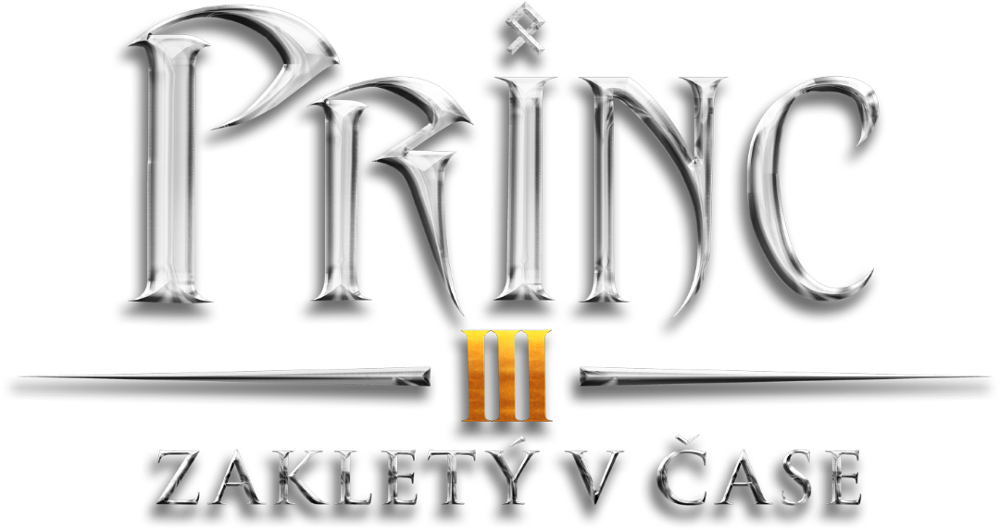 PRINC
III
ZAKLETÝ V ČASE